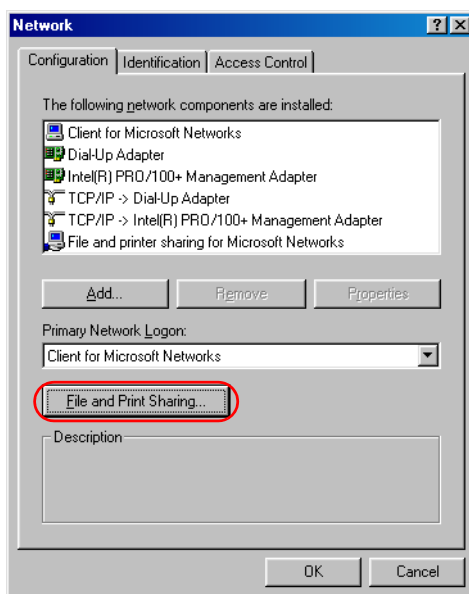 Network
Configuration Identification Access Control
The following network components are installed:
Client for Microsoft Networks
Dial-Up Adapter
Intel(R) PRO/100+ Management Adapter
TCP/IP -> Dial-Up Adapter
TCP/IP -> Intel(R) PRO/100+ Management Adapter
File and printer sharing for Microsoft Networks
Add... Remove Properties
Primary Network Logon:
Client for Microsoft Networks
File and Print Sharing...
Description
OK Cancel